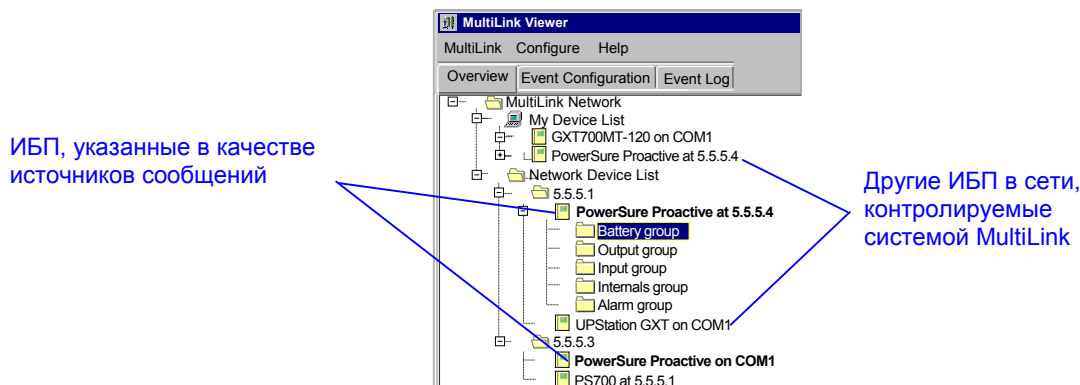 MultiLink Viewer
MultiLink Configure Help
Overview Event Configuration Event Log
MultiLink Network
My Device List
GXT700MT-120 on COM1
PowerSure Proactive at 5.5.5.4
Network Device List
5.5.5.1
PowerSure Proactive at 5.5.5.4
Battery group
Output group
Input group
Internals group
Alarm group
UPStation GXT on COM1
5.5.5.3
PowerSure Proactive on COM1
PS700 at 5.5.5.1
ИБП, указанные в качестве
источников сообщений
Другие ИБП в сети,
контролируемые
системой MultiLink